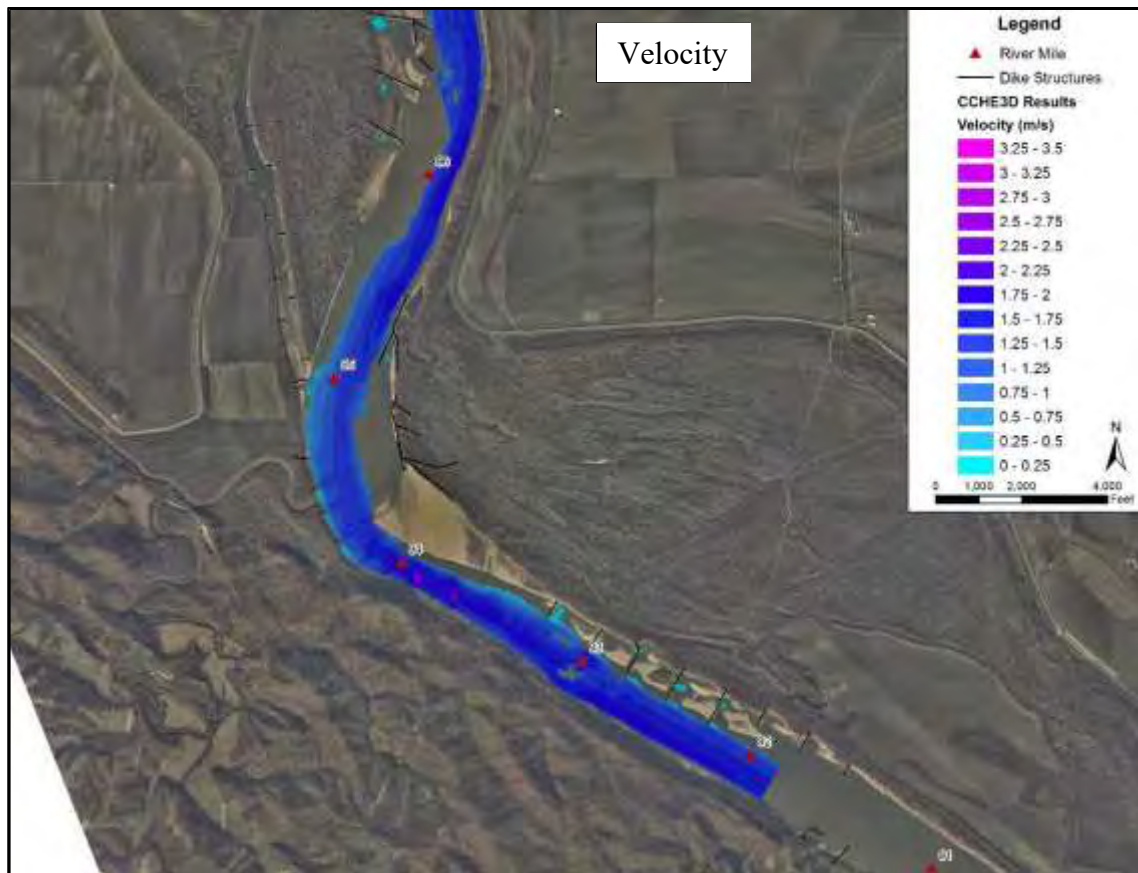 Velocity
Legend
River Mile
Dike Structures
CCHE3D Results
Velocity (m/s)
3.25 - 3.5
3 - 3.25
2.75 - 3
2.5 - 2.75
2.25 - 2.5
2 - 2.25
1.75 - 2
1.5 - 1.75
1.25 - 1.5
1 - 1.25
0.75 - 1
0.5 - 0.75
0.25 - 0.5
0 - 0.25
N
0 1,000 2,000 4,000
Feet